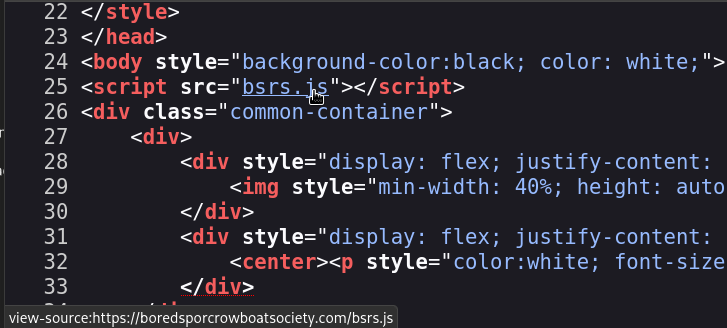 22 </style>
23 </head>
24 <body style="background-color:black; color: white;">
25 <script src="bsrs.js"></script>
26 <div class="common-container">
27 <div>
28 <div style="display: flex; justify-content:
29 <img style="min-width: 40%; height: auto
30 </div>
31 <div style="display: flex; justify-content:
32 <center><p style="color:white; font-size
33 </div>
view-source:https://boredsporcrowboatsociety.com/bsrs.js